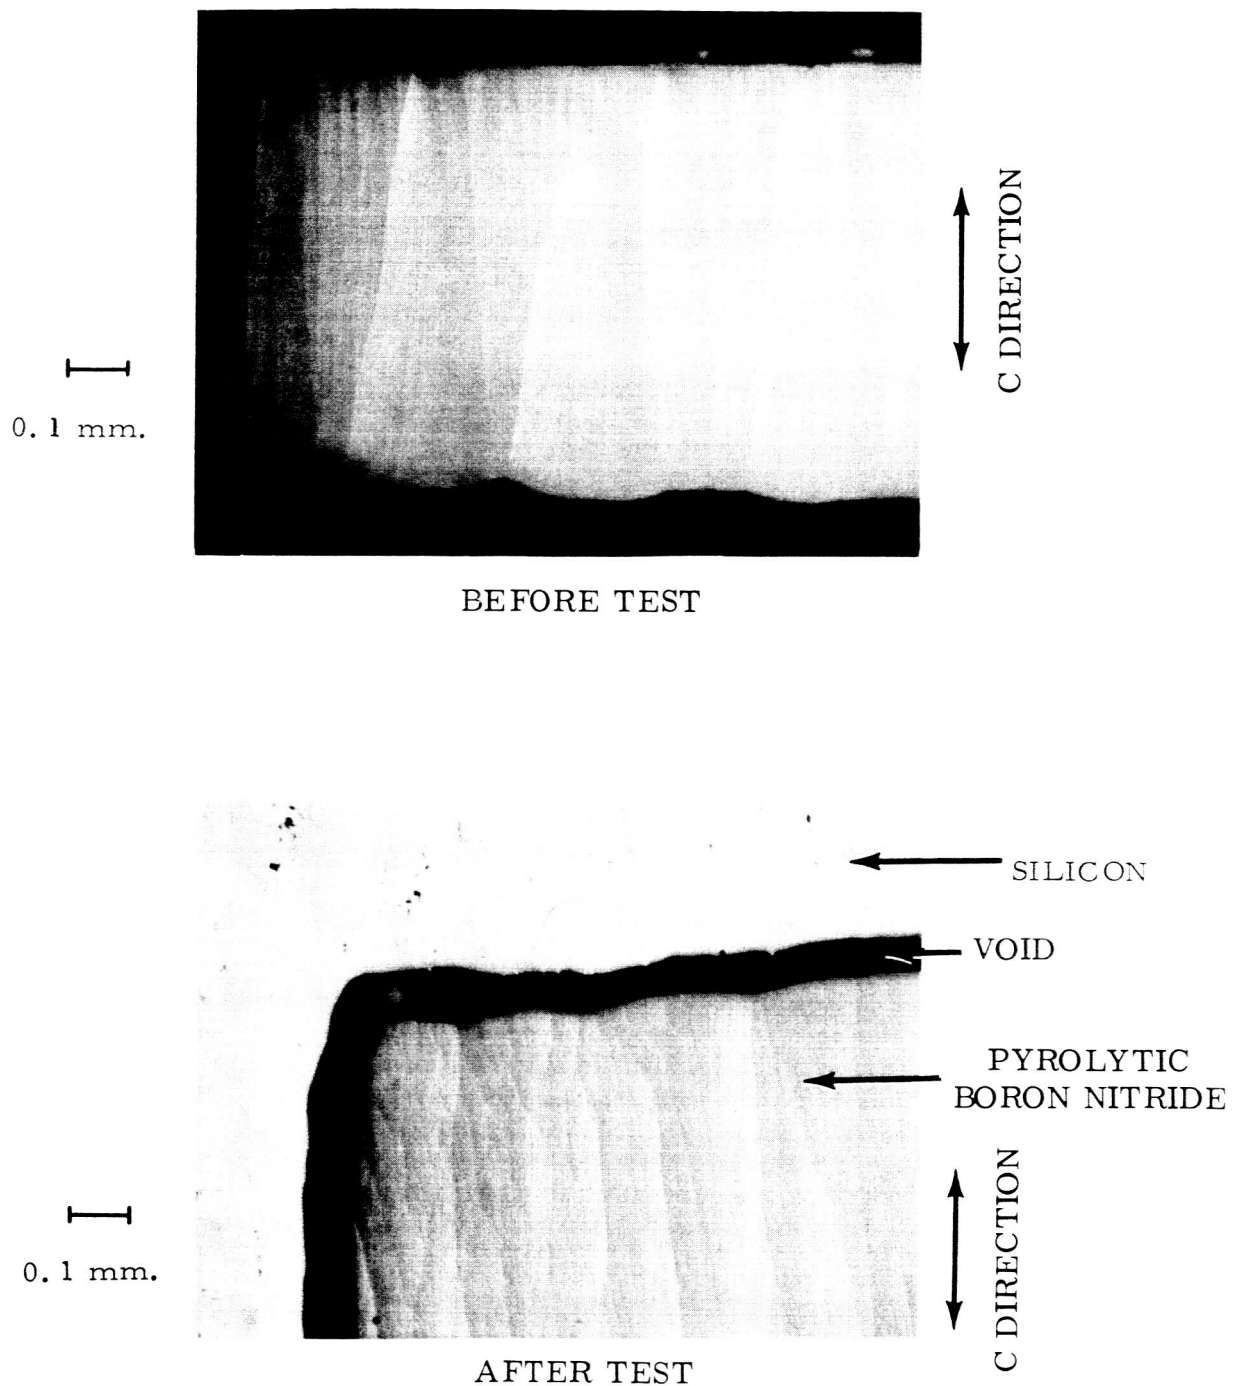 C DIRECTION
0.1 mm.
BEFORE TEST
SILICON
VOID
PYROLYTIC
BORON NITRIDE
C DIRECTION
0.1 mm.
AFTER TEST